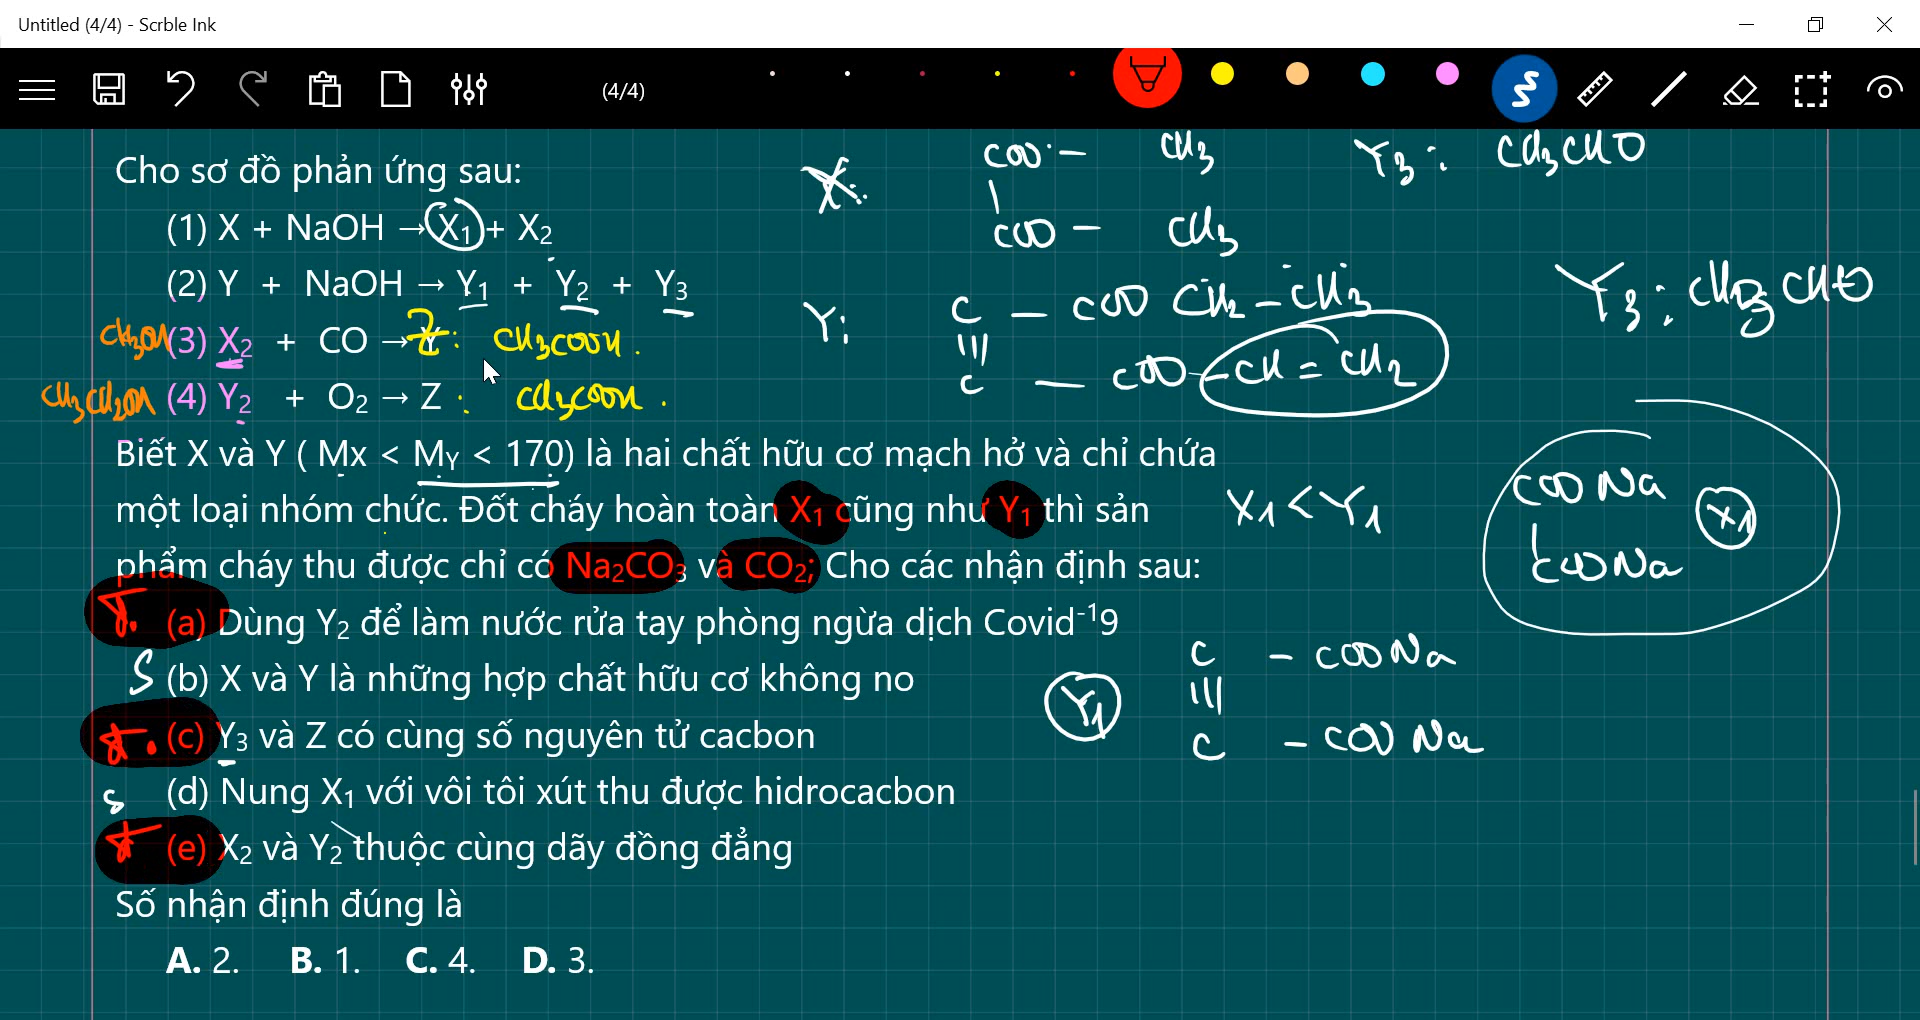 Untitled (4/4) - Scrble Ink
(4/4)
Cho sơ đồ phản ứng sau:
(1) X + NaOH → X₁ + X₂
(2) Y + NaOH → Y₁ + Y₂ + Y₃
CH₃OH (3) X₂ + CO → Z : CH₃COOH .
CH₃CH₂OH (4) Y₂ + O₂ → Z : CH₃COOH .
Biết X và Y ( Mx < MY < 170) là hai chất hữu cơ mạch hở và chỉ chứa
một loại nhóm chức. Đốt cháy hoàn toàn X₁ cũng như Y₁ thì sản
phẩm cháy thu được chỉ có Na₂CO₃ và CO₂; Cho các nhận định sau:
T. (a) Dùng Y₂ để làm nước rửa tay phòng ngừa dịch Covid⁻¹9
S (b) X và Y là những hợp chất hữu cơ không no
T. (c) Y₃ và Z có cùng số nguyên tử cacbon
S (d) Nung X₁ với vôi tôi xút thu được hidrocacbon
T (e) X₂ và Y₂ thuộc cùng dãy đồng đẳng
Số nhận định đúng là
A. 2. B. 1. C. 4. D. 3.
X:
COO – CH₃
|
COO – CH₃
Y₃ : CH₃CHO
Y:
C – COO CH₂ – CH₃
|||
C – COO – CH = CH₂
Y₃ : CH₃CHO
X₁ < Y₁
COONa
|
COONa
X₁
Y₁
C – COONa
|||
C – COONa